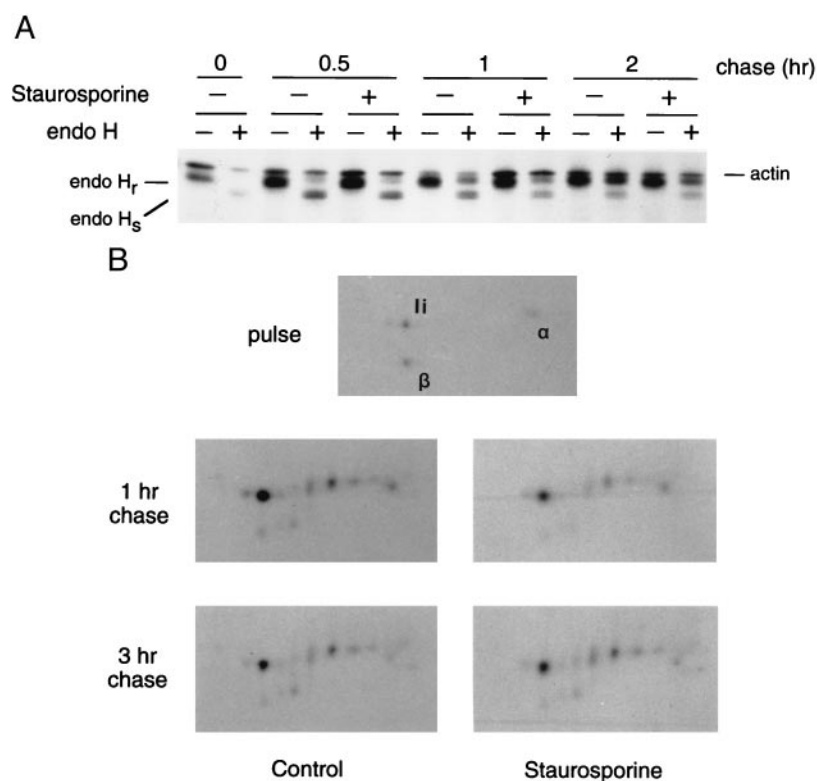 A
0 0.5 1 2 chase (hr)
Staurosporine − − + − + − +
endo H − + − + − + − + − + − + − +
endo Hr
actin
endo Hs
B
pulse
Ii
α
β
1 hr
chase
3 hr
chase
Control Staurosporine